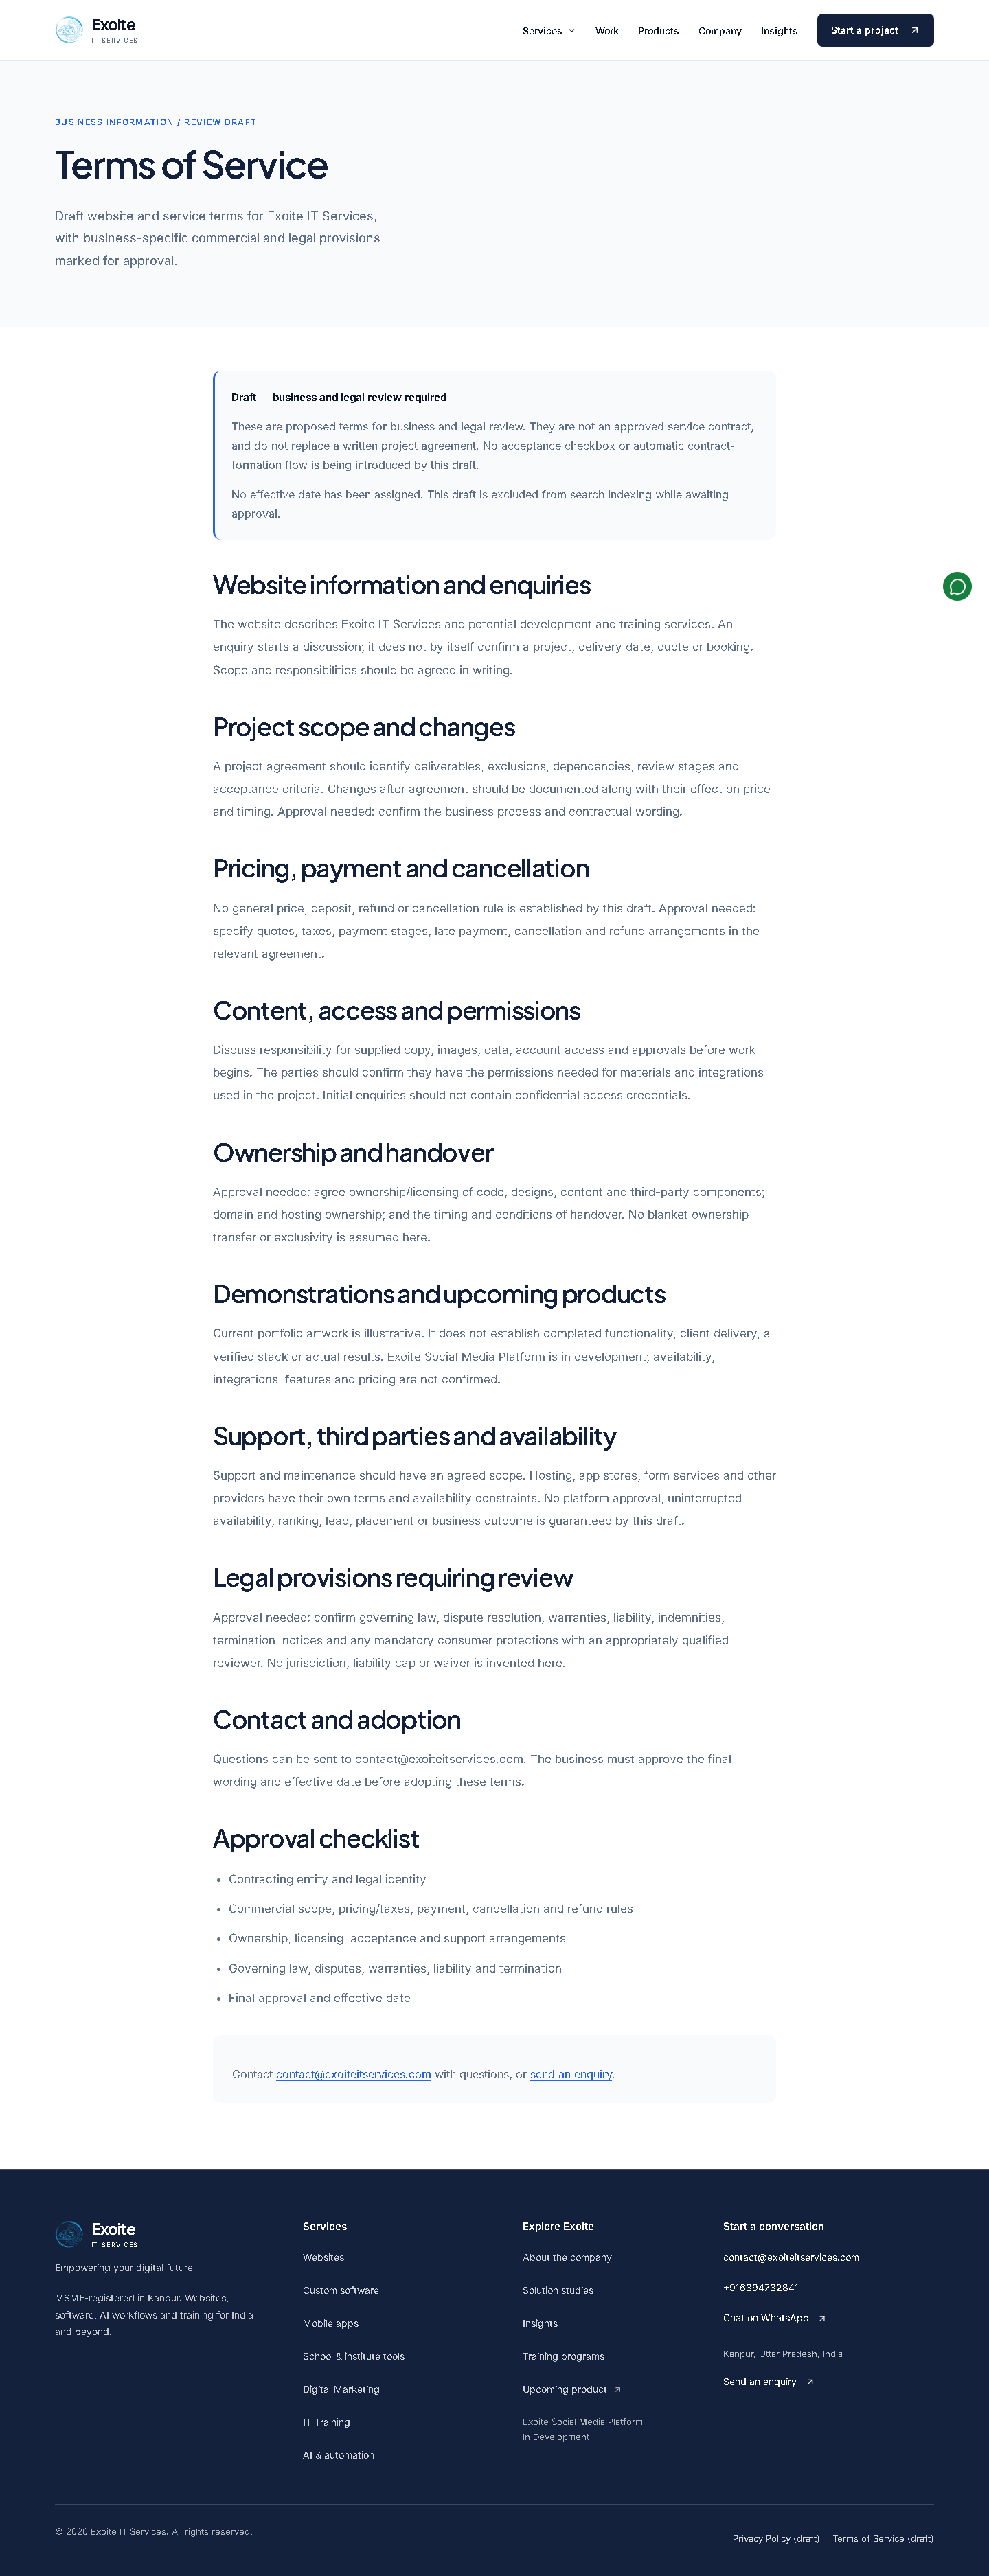 Exoite
IT SERVICES
Services
Work
Products
Company
Insights
Start a project
BUSINESS INFORMATION / REVIEW DRAFT
Terms of Service
Draft website and service terms for Exoite IT Services,
with business-specific commercial and legal provisions
marked for approval.
Draft — business and legal review required
These are proposed terms for business and legal review. They are not an approved service contract,
and do not replace a written project agreement. No acceptance checkbox or automatic contract-
formation flow is being introduced by this draft.
No effective date has been assigned. This draft is excluded from search indexing while awaiting
approval.
Website information and enquiries
The website describes Exoite IT Services and potential development and training services. An
enquiry starts a discussion; it does not by itself confirm a project, delivery date, quote or booking.
Scope and responsibilities should be agreed in writing.
Project scope and changes
A project agreement should identify deliverables, exclusions, dependencies, review stages and
acceptance criteria. Changes after agreement should be documented along with their effect on price
and timing. Approval needed: confirm the business process and contractual wording.
Pricing, payment and cancellation
No general price, deposit, refund or cancellation rule is established by this draft. Approval needed:
specify quotes, taxes, payment stages, late payment, cancellation and refund arrangements in the
relevant agreement.
Content, access and permissions
Discuss responsibility for supplied copy, images, data, account access and approvals before work
begins. The parties should confirm they have the permissions needed for materials and integrations
used in the project. Initial enquiries should not contain confidential access credentials.
Ownership and handover
Approval needed: agree ownership/licensing of code, designs, content and third-party components;
domain and hosting ownership; and the timing and conditions of handover. No blanket ownership
transfer or exclusivity is assumed here.
Demonstrations and upcoming products
Current portfolio artwork is illustrative. It does not establish completed functionality, client delivery, a
verified stack or actual results. Exoite Social Media Platform is in development; availability,
integrations, features and pricing are not confirmed.
Support, third parties and availability
Support and maintenance should have an agreed scope. Hosting, app stores, form services and other
providers have their own terms and availability constraints. No platform approval, uninterrupted
availability, ranking, lead, placement or business outcome is guaranteed by this draft.
Legal provisions requiring review
Approval needed: confirm governing law, dispute resolution, warranties, liability, indemnities,
termination, notices and any mandatory consumer protections with an appropriately qualified
reviewer. No jurisdiction, liability cap or waiver is invented here.
Contact and adoption
Questions can be sent to contact@exoiteitservices.com. The business must approve the final
wording and effective date before adopting these terms.
Approval checklist
• Contracting entity and legal identity
• Commercial scope, pricing/taxes, payment, cancellation and refund rules
• Ownership, licensing, acceptance and support arrangements
• Governing law, disputes, warranties, liability and termination
• Final approval and effective date
Contact contact@exoiteitservices.com with questions, or send an enquiry.
Exoite
IT SERVICES
Empowering your digital future
MSME-registered in Kanpur. Websites,
software, AI workflows and training for India
and beyond.
Services
Websites
Custom software
Mobile apps
School & institute tools
Digital Marketing
IT Training
AI & automation
Explore Exoite
About the company
Solution studies
Insights
Training programs
Upcoming product
Exoite Social Media Platform
In Development
Start a conversation
contact@exoiteitservices.com
+916394732841
Chat on WhatsApp
Kanpur, Uttar Pradesh, India
Send an enquiry
© 2026 Exoite IT Services. All rights reserved.
Privacy Policy (draft)
Terms of Service (draft)